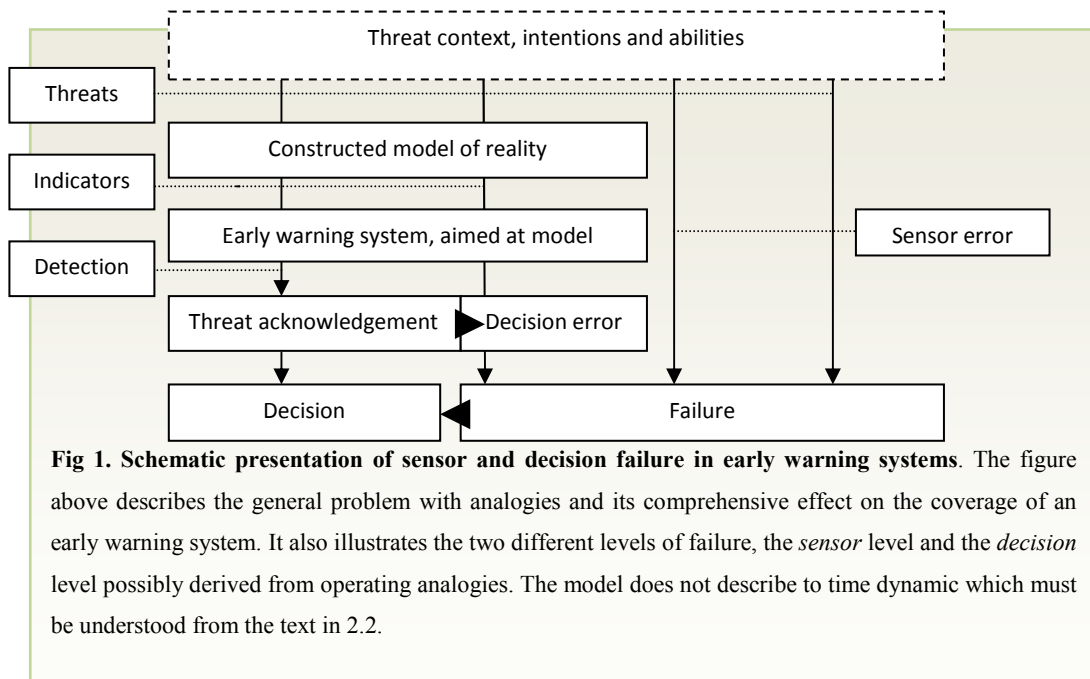 Threat context, intentions and abilities
Threats
Constructed model of reality
Indicators
Early warning system, aimed at model
Sensor error
Detection
Threat acknowledgement
Decision error
Decision
Failure
Fig 1. Schematic presentation of sensor and decision failure in early warning systems. The figure
above describes the general problem with analogies and its comprehensive effect on the coverage of an
early warning system. It also illustrates the two different levels of failure, the sensor level and the decision
level possibly derived from operating analogies. The model does not describe to time dynamic which must
be understood from the text in 2.2.